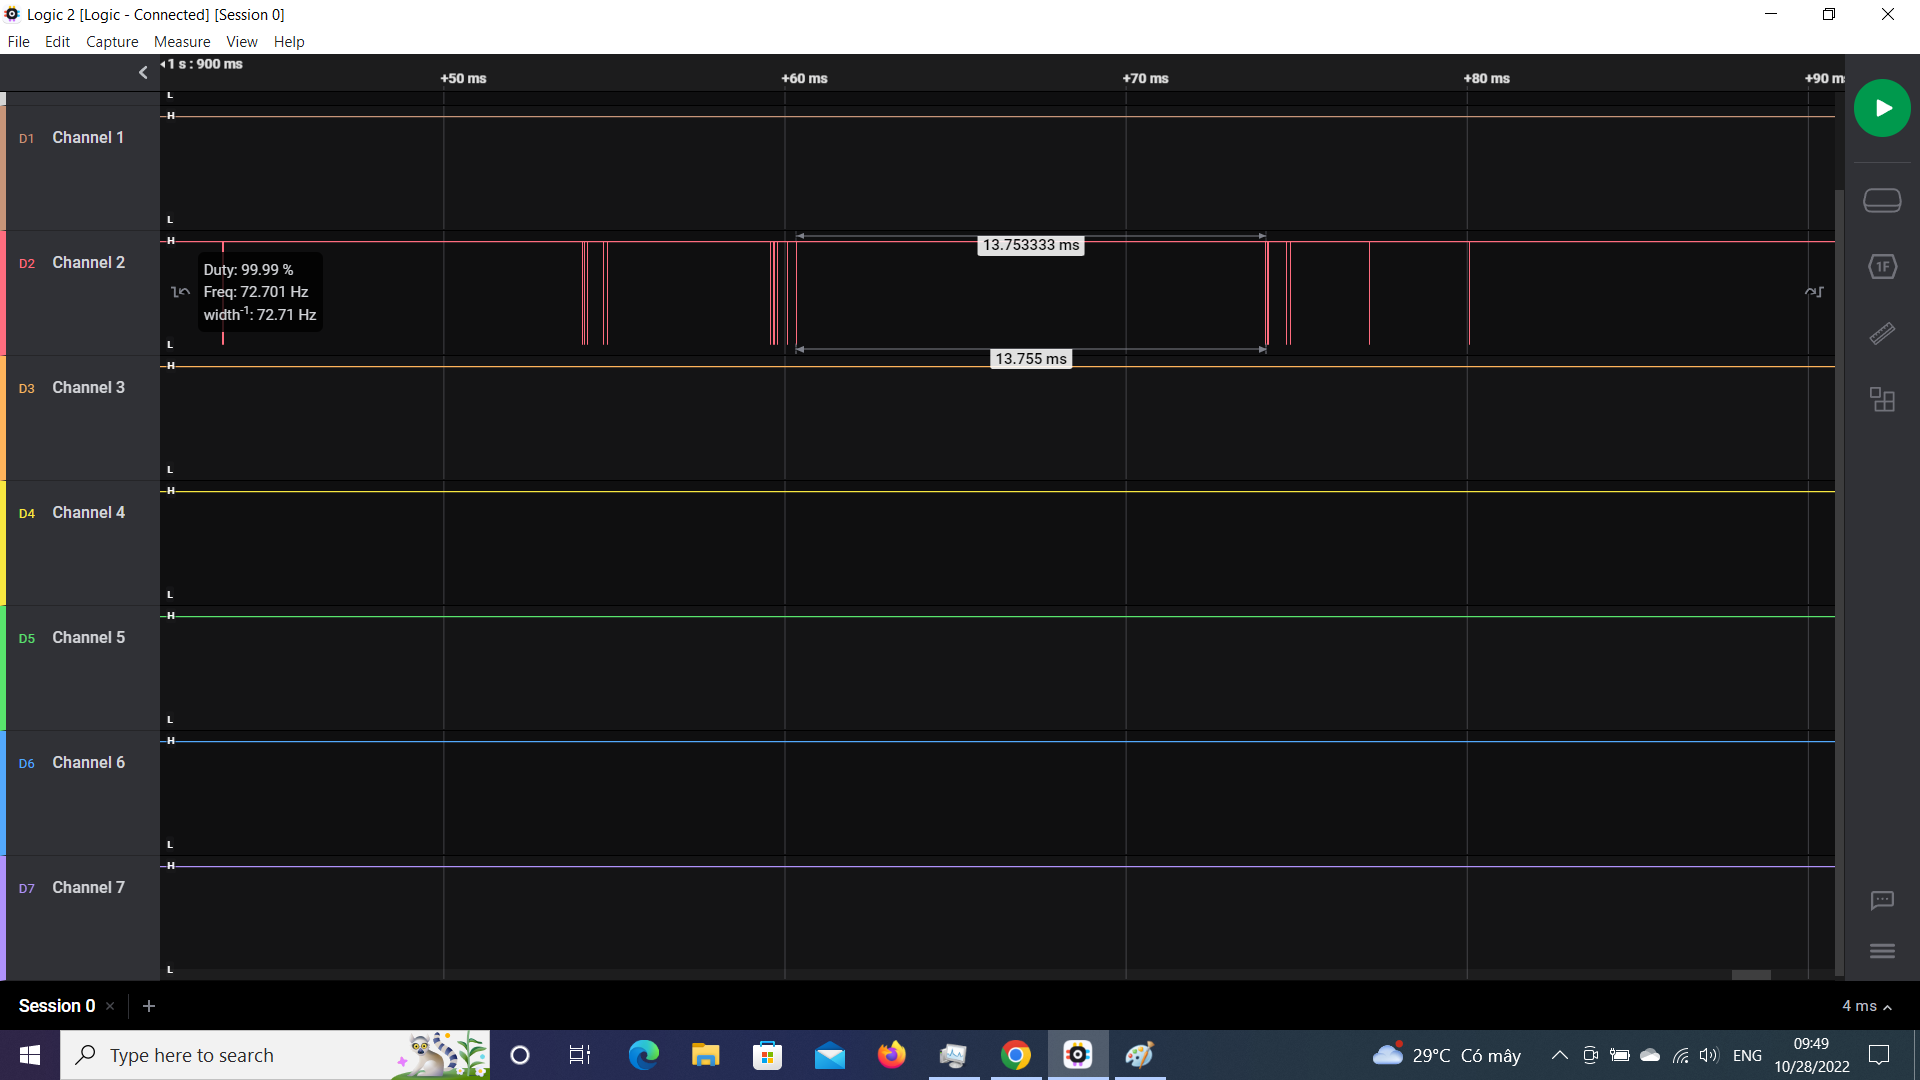 Logic 2 [Logic - Connected] [Session 0]
File Edit Capture Measure View Help
1 s : 900 ms
+50 ms +60 ms +70 ms +80 ms +90 m
L
D1 Channel 1
H
L
D2 Channel 2
H
L
13.753333 ms
Duty: 99.99 %
Freq: 72.701 Hz
width-1: 72.71 Hz
13.755 ms
D3 Channel 3
H
L
D4 Channel 4
H
L
D5 Channel 5
H
L
D6 Channel 6
H
L
D7 Channel 7
H
L
1F
Session 0 × +
4 ms
Type here to search
29°C Có mây
ENG
09:49
10/28/2022